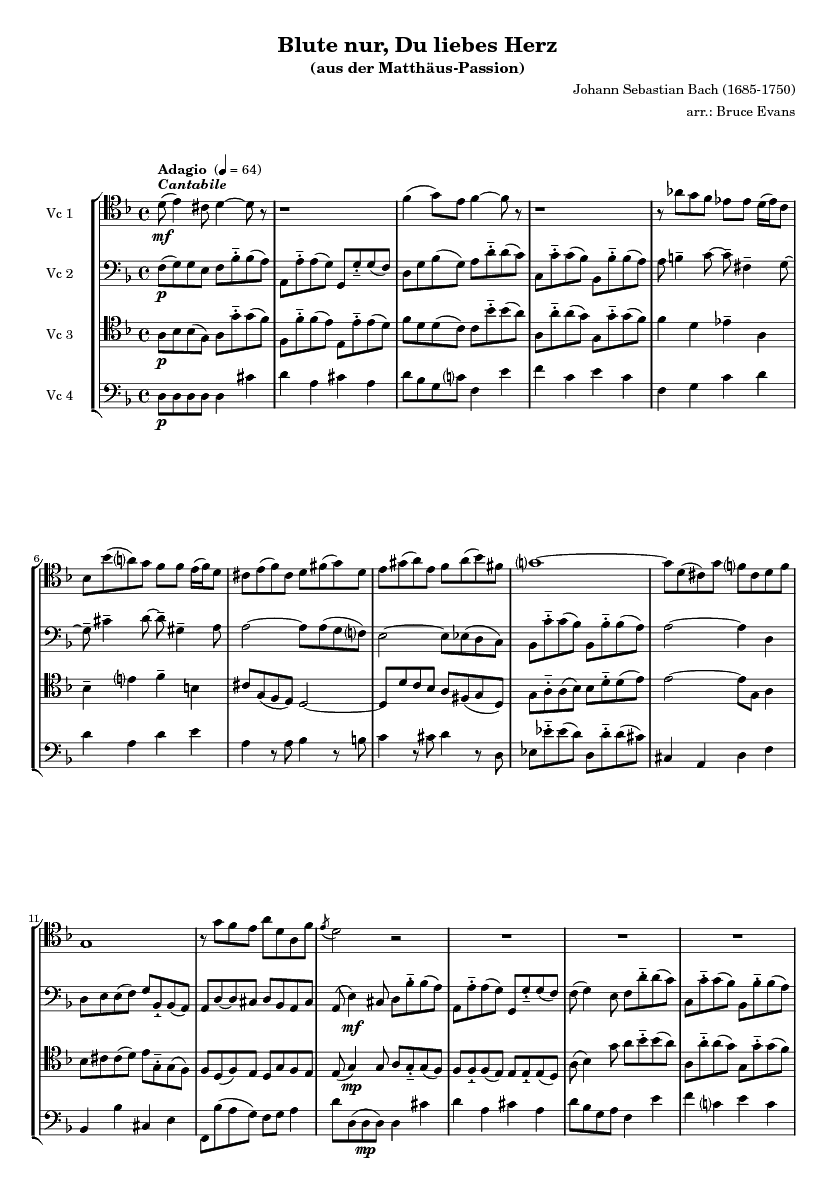 Blute nur, Du liebes Herz
(aus der Matthäus-Passion)
Johann Sebastian Bach (1685-1750)
arr.: Bruce Evans
Adagio (♩ = 64)
Cantabile
Vc 1
mf
Vc 2
p
Vc 3
p
Vc 4
p
6
11
mf
mp
mp